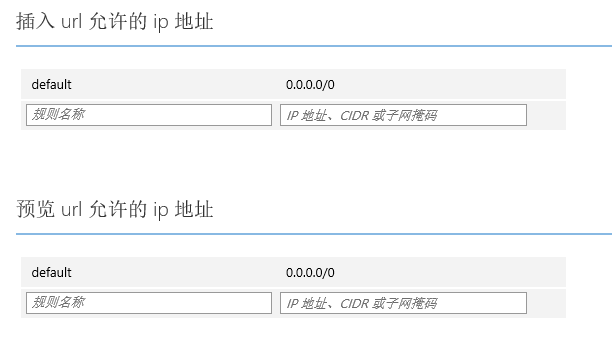 插入 url 允许的 ip 地址
default 0.0.0.0/0
规则名称 IP 地址、CIDR 或子网掩码
预览 url 允许的 ip 地址
default 0.0.0.0/0
规则名称 IP 地址、CIDR 或子网掩码